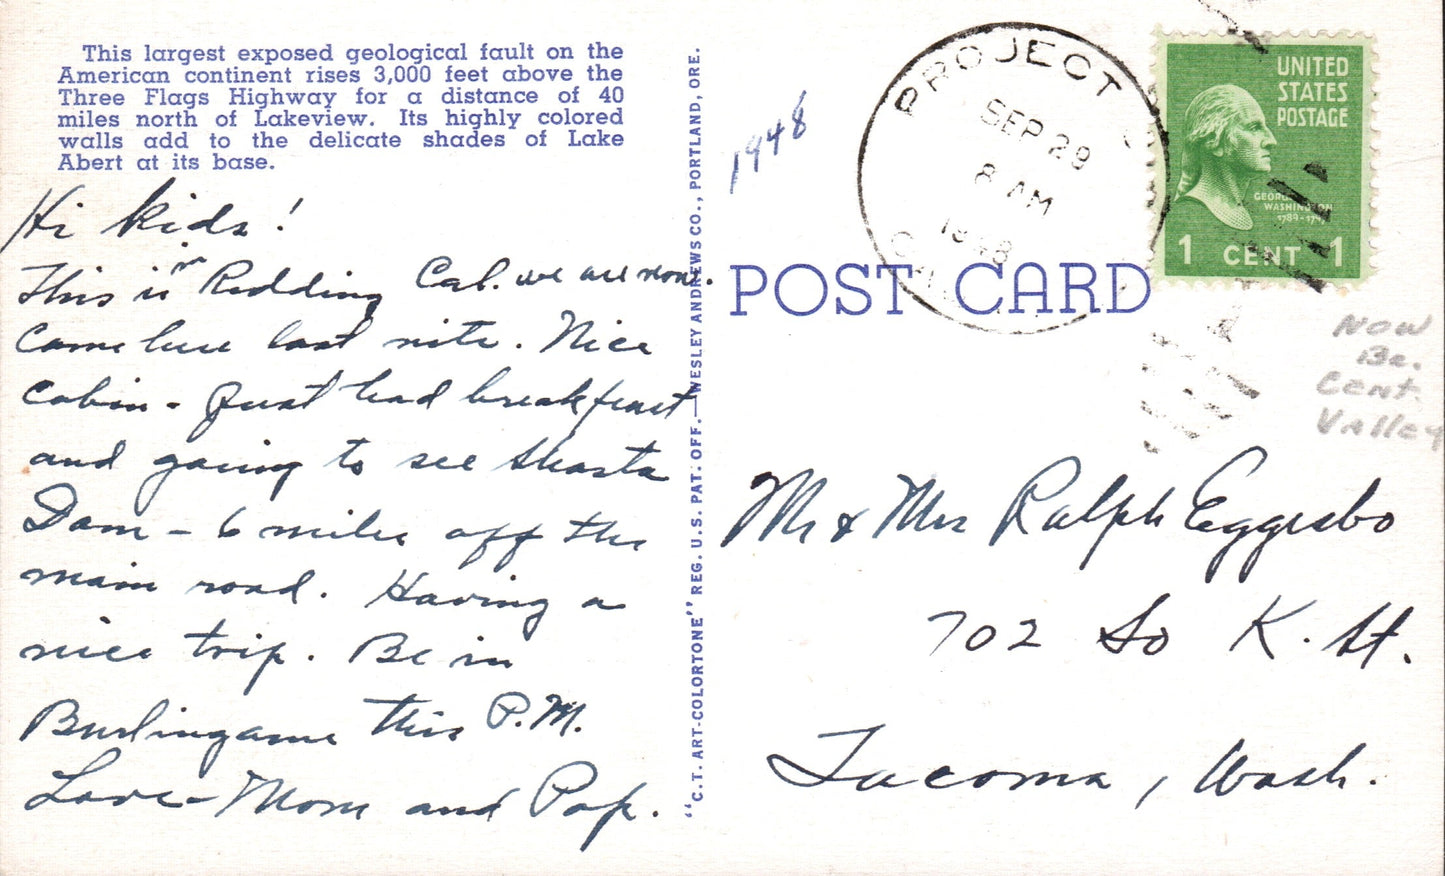 This largest exposed geological fault on the
American continent rises 3,000 feet above the
Three Flags Highway for a distance of 40
miles north of Lakeview. Its highly colored
walls add to the delicate shades of Lake
Abert at its base.
Hi kids!
This is in Redding Cal. we are now.
Came here last nite. Nice
Cabin - Just had breakfast
and going to see Shasta
Dam - 6 miles off the
main road. Having a
nice trip. Be in
Burlingame this P.M.
Love - Mom and Pop.
"C.T. ART-COLORTONE" REG. U.S. PAT. OFF.—WESLEY ANDREWS CO., PORTLAND, ORE.
1948
PROJECT
SEP 29
8 AM
1948
UNITED
STATES
POSTAGE
GEORGE
WASHINGTON
1 CENT 1
POST CARD
Now
13c.
Cent.
Valley
Mr & Mrs Ralph Eggesbo
702 So K. St.
Tacoma, Wash.